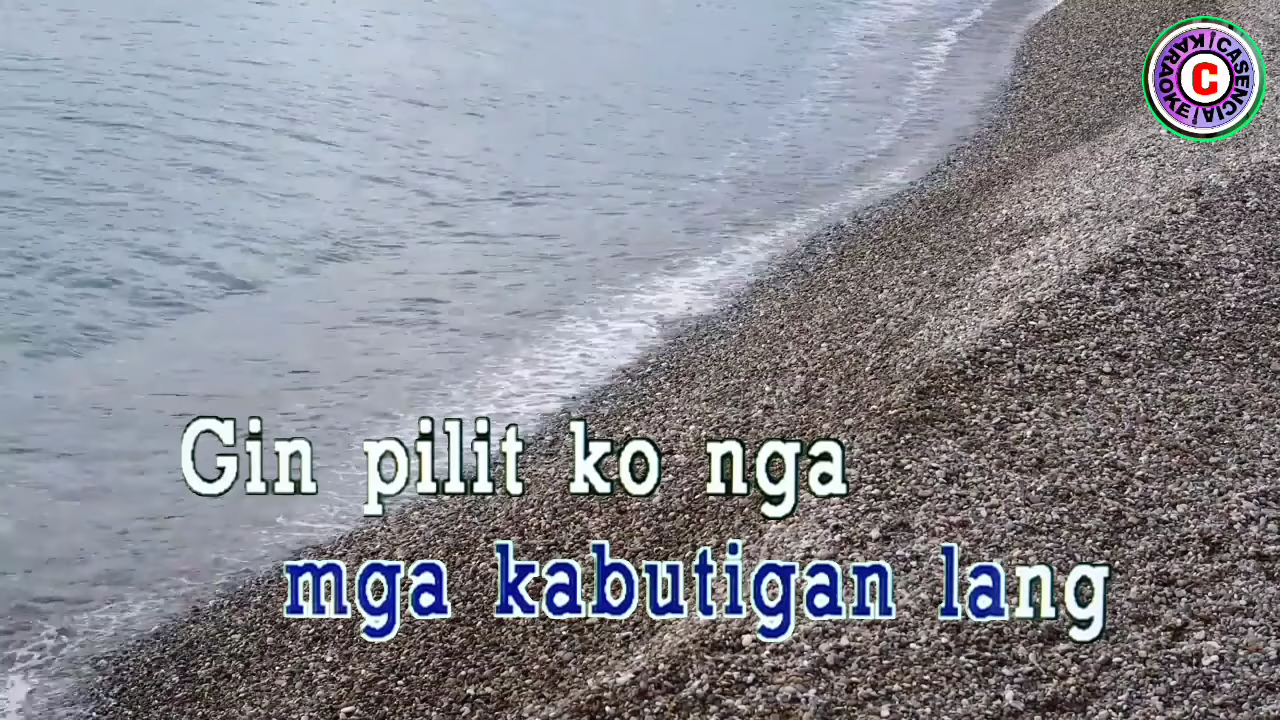 KARAOKE | CASENCIA |
C
Gin pilit ko nga
mga kabutigan lang